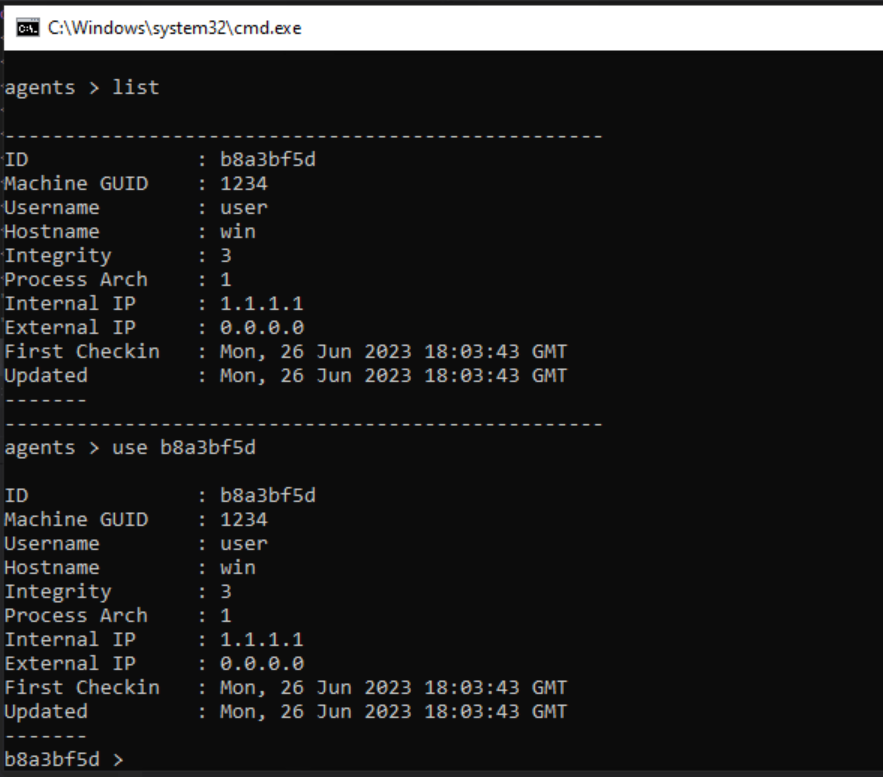 C:\Windows\system32\cmd.exe
agents > list
--------------------------------------------------
ID              : b8a3bf5d
Machine GUID    : 1234
Username        : user
Hostname        : win
Integrity       : 3
Process Arch    : 1
Internal IP     : 1.1.1.1
External IP     : 0.0.0.0
First Checkin   : Mon, 26 Jun 2023 18:03:43 GMT
Updated         : Mon, 26 Jun 2023 18:03:43 GMT
-------
--------------------------------------------------
agents > use b8a3bf5d
ID              : b8a3bf5d
Machine GUID    : 1234
Username        : user
Hostname        : win
Integrity       : 3
Process Arch    : 1
Internal IP     : 1.1.1.1
External IP     : 0.0.0.0
First Checkin   : Mon, 26 Jun 2023 18:03:43 GMT
Updated         : Mon, 26 Jun 2023 18:03:43 GMT
-------
b8a3bf5d >